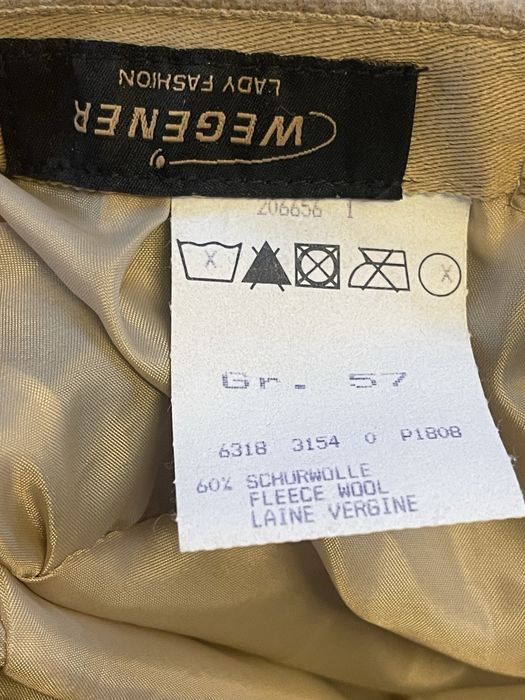 WEGENER
LADY FASHION
206656 1
X X
Gr. 57
6318 3154 0 P1808
60% SCHURWOLLE
FLEECE WOOL
LAINE VERGINE